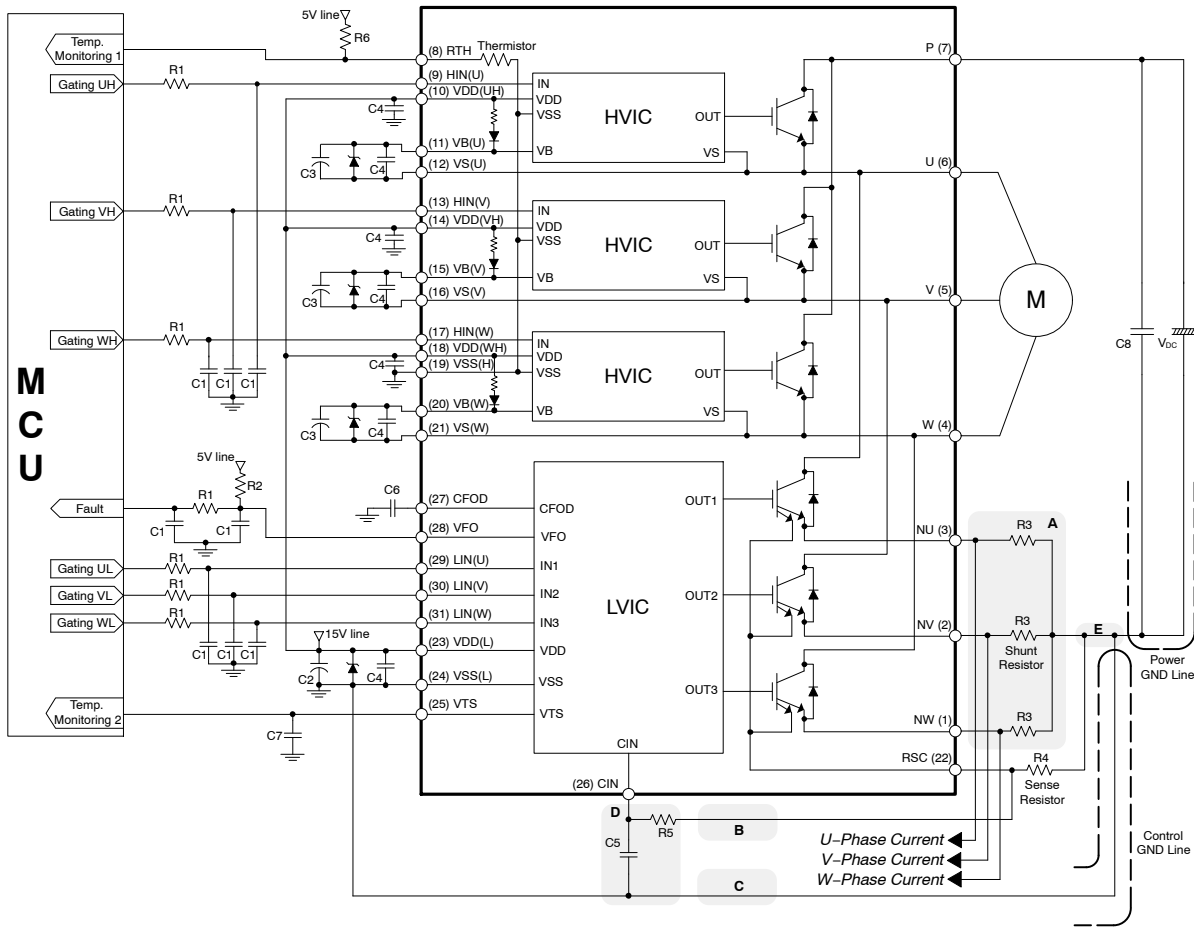 5V line
R6
Temp.
Monitoring 1
(8) RTH
Thermistor
P (7)
Gating UH
R1
(9) HIN(U)
(10) VDD(UH)
C4
IN
VDD
VSS
HVIC
OUT
VB
VS
(11) VB(U)
(12) VS(U)
C3
C4
U (6)
Gating VH
R1
(13) HIN(V)
(14) VDD(VH)
C4
IN
VDD
VSS
HVIC
OUT
VB
VS
(15) VB(V)
(16) VS(V)
C3
C4
V (5)
M
Gating WH
R1
(17) HIN(W)
(18) VDD(WH)
(19) VSS(H)
C4
IN
VDD
VSS
HVIC
OUT
VB
VS
C8
VDC
C1
C1
C1
(20) VB(W)
(21) VS(W)
C3
C4
W (4)
M
C
U
5V line
R2
Fault
R1
C1
C1
C6
(27) CFOD
(28) VFO
CFOD
VFO
OUT1
NU (3)
R3
A
Gating UL
R1
(29) LIN(U)
IN1
Gating VL
R1
(30) LIN(V)
IN2
LVIC
OUT2
Gating WL
R1
(31) LIN(W)
IN3
NV (2)
R3
Shunt
Resistor
E
Power
GND Line
C1
C1
C1
15V line
C2
C4
(23) VDD(L)
VDD
(24) VSS(L)
VSS
OUT3
Temp.
Monitoring 2
C7
(25) VTS
VTS
NW (1)
R3
CIN
RSC (22)
R4
Sense
Resistor
(26) CIN
D
R5
B
C5
C
U−Phase Current
V−Phase Current
W−Phase Current
Control
GND Line